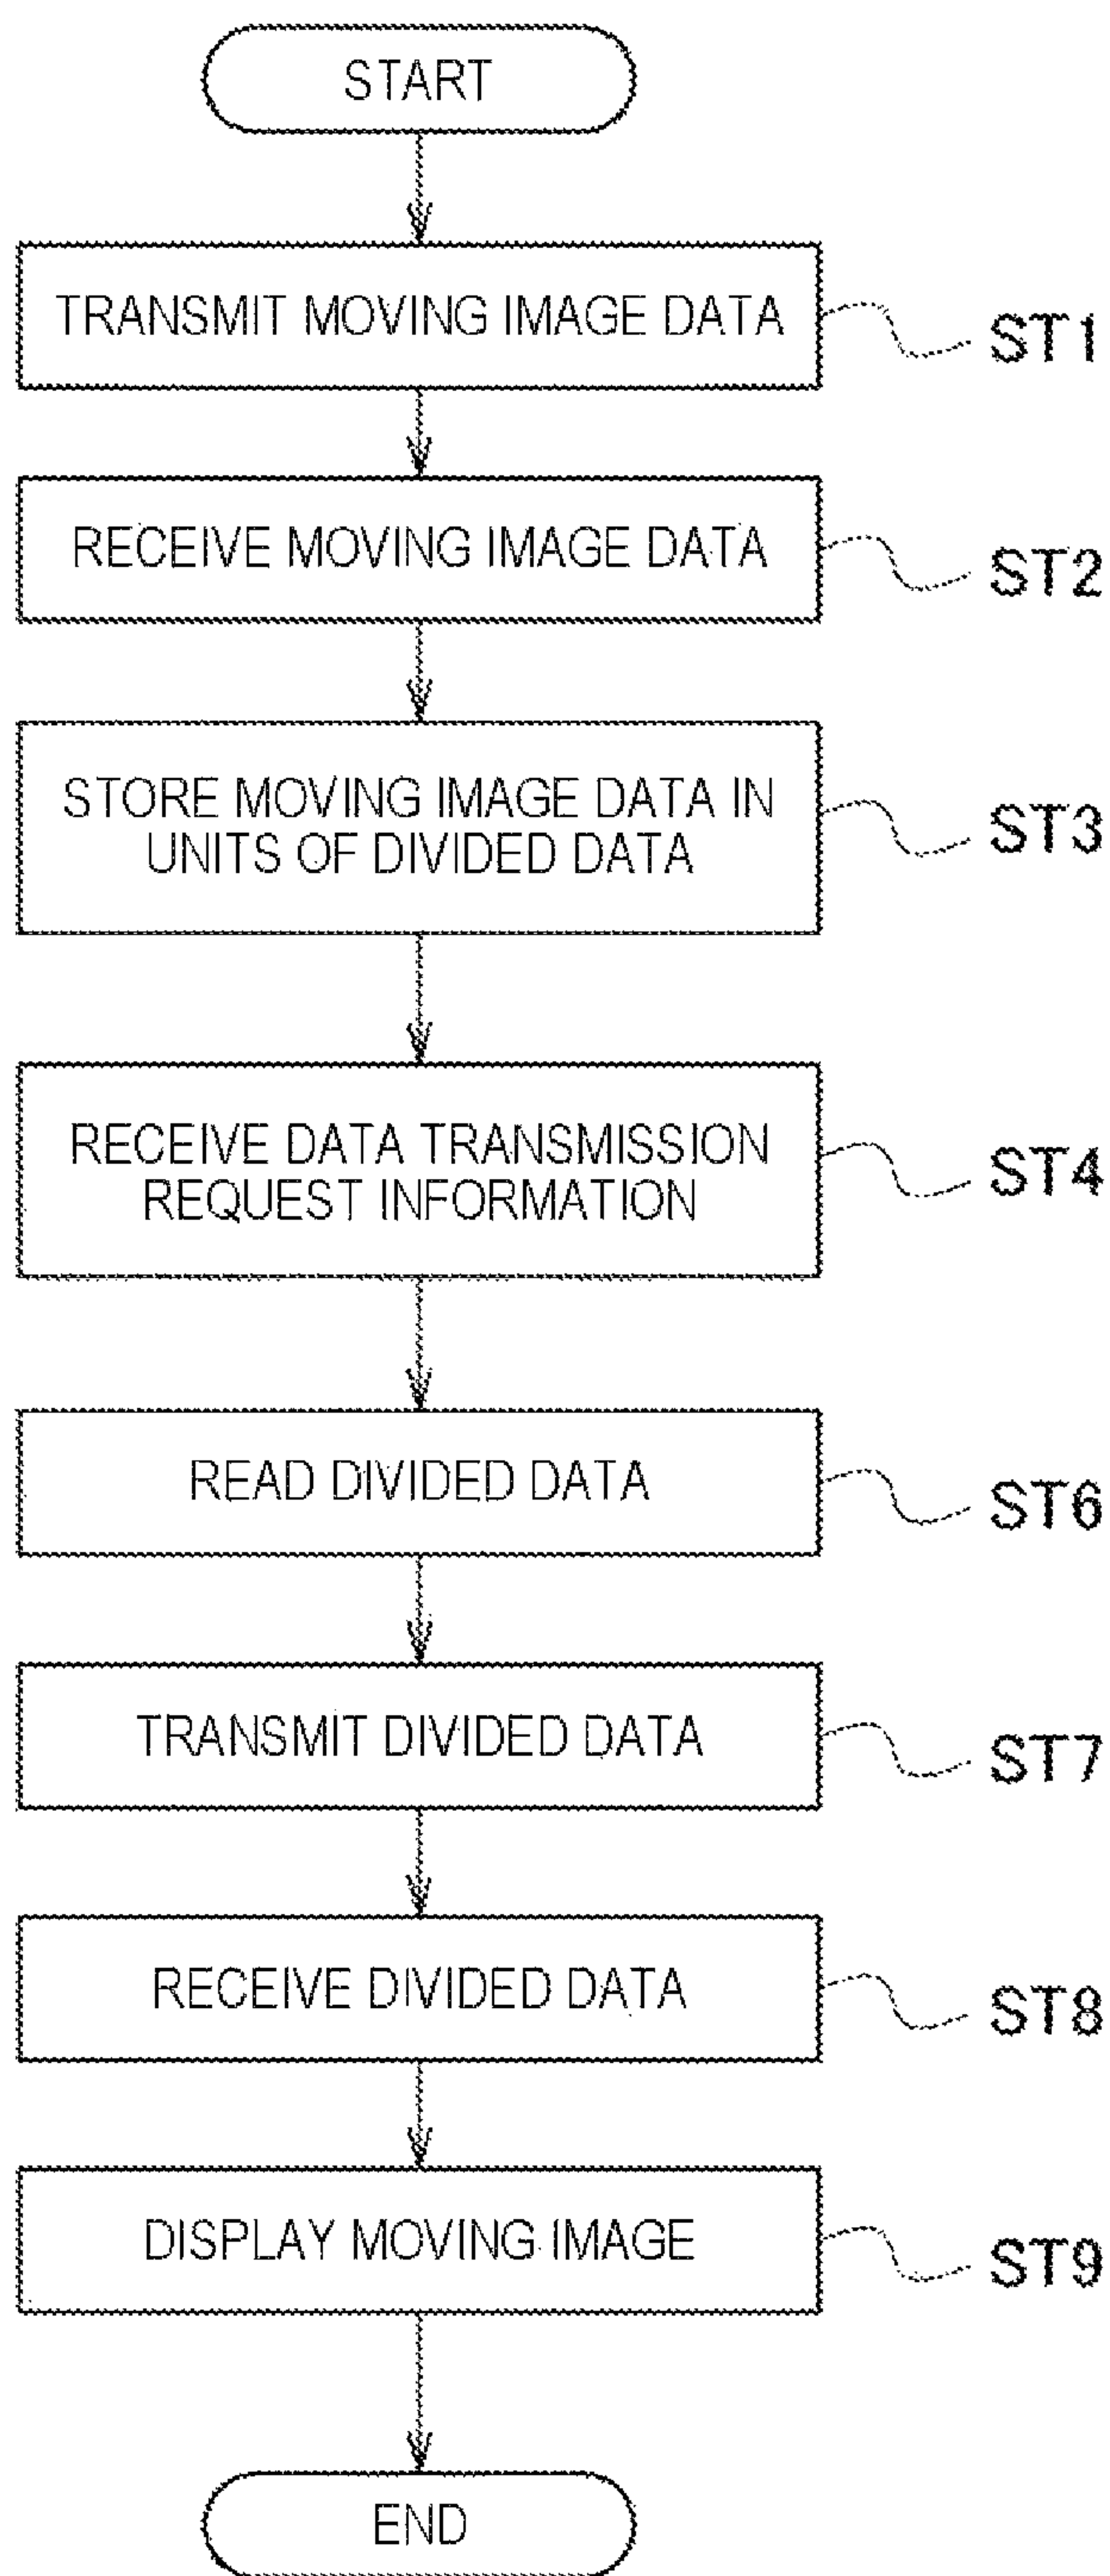 START
TRANSMIT MOVING IMAGE DATA
ST1
RECEIVE MOVING IMAGE DATA
ST2
STORE MOVING IMAGE DATA IN
UNITS OF DIVIDED DATA
ST3
RECEIVE DATA TRANSMISSION
REQUEST INFORMATION
ST4
READ DIVIDED DATA
ST6
TRANSMIT DIVIDED DATA
ST7
RECEIVE DIVIDED DATA
ST8
DISPLAY MOVING IMAGE
ST9
END